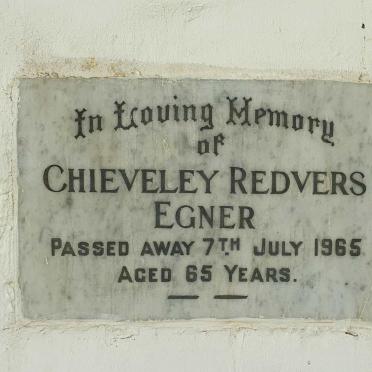 In Loving Memory
of
CHIEVELEY REDVERS
EGNER
PASSED AWAY 7TH JULY 1965
AGED 65 YEARS.